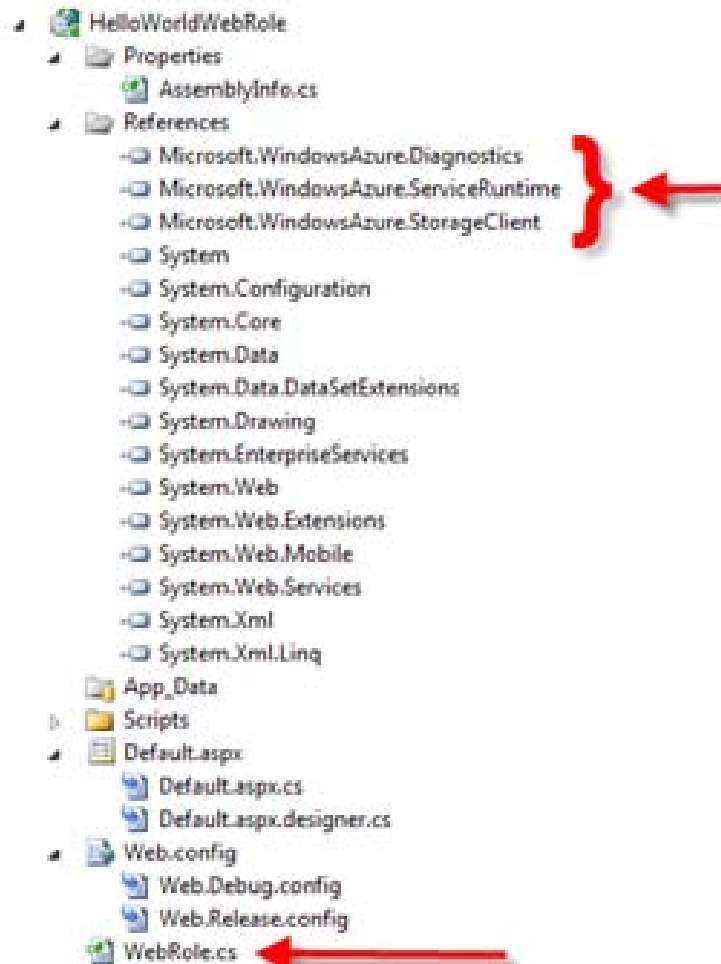 HelloWorldWebRole
Properties
AssemblyInfo.cs
References
Microsoft.WindowsAzure.Diagnostics
Microsoft.WindowsAzure.ServiceRuntime
Microsoft.WindowsAzure.StorageClient
System
System.Configuration
System.Core
System.Data
System.Data.DataSetExtensions
System.Drawing
System.EnterpriseServices
System.Web
System.Web.Extensions
System.Web.Mobile
System.Web.Services
System.Xml
System.Xml.Linq
App_Data
Scripts
Default.aspx
Default.aspx.cs
Default.aspx.designer.cs
Web.config
Web.Debug.config
Web.Release.config
WebRole.cs